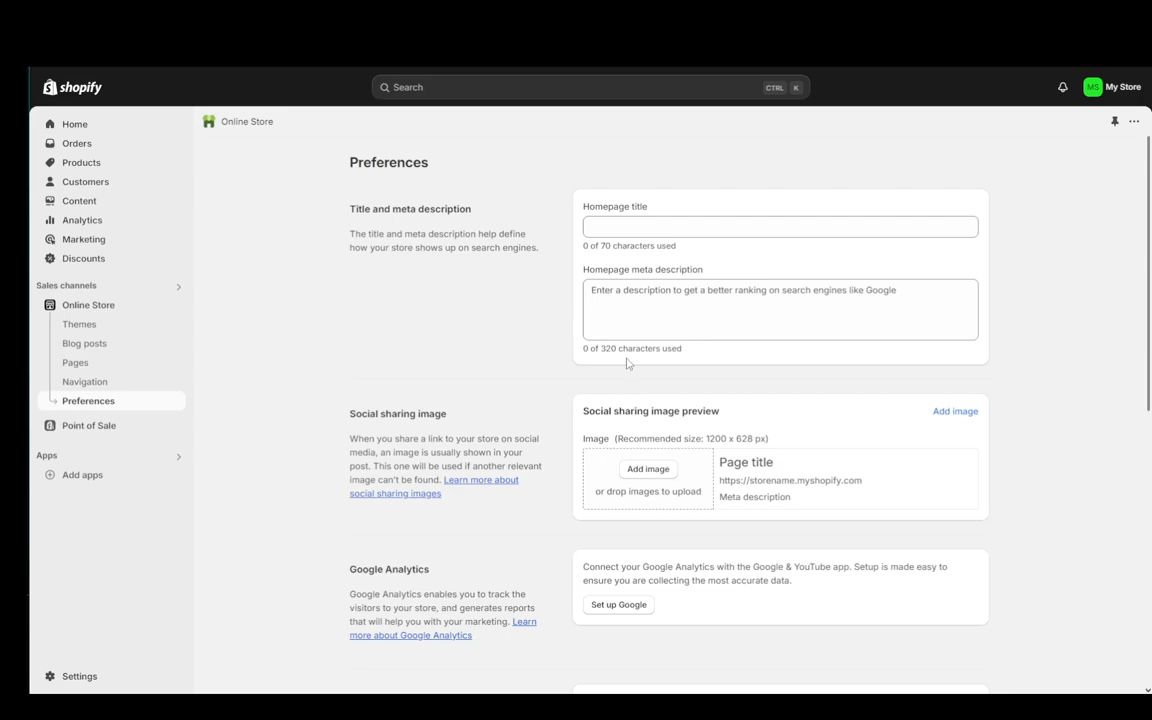 shopify
Search
CTRL K
MS My Store
Home
Orders
Products
Customers
Content
Analytics
Marketing
Discounts
Sales channels
Online Store
Themes
Blog posts
Pages
Navigation
Preferences
Point of Sale
Apps
Add apps
Settings
Online Store
Preferences
Title and meta description
The title and meta description help define
how your store shows up on search engines.
Homepage title
0 of 70 characters used
Homepage meta description
Enter a description to get a better ranking on search engines like Google
0 of 320 characters used
Social sharing image
When you share a link to your store on social
media, an image is usually shown in your
post. This one will be used if another relevant
image can't be found. Learn more about
social sharing images
Social sharing image preview
Add image
Image (Recommended size: 1200 x 628 px)
Add image
or drop images to upload
Page title
https://storename.myshopify.com
Meta description
Google Analytics
Google Analytics enables you to track the
visitors to your store, and generates reports
that will help you with your marketing. Learn
more about Google Analytics
Connect your Google Analytics with the Google & YouTube app. Setup is made easy to
ensure you are collecting the most accurate data.
Set up Google